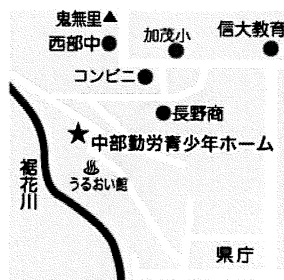 鬼無里
西部中
加茂小
信大教育
コンビニ
長野商
中部勤労青少年ホーム
うるおい館
裾花川
県庁